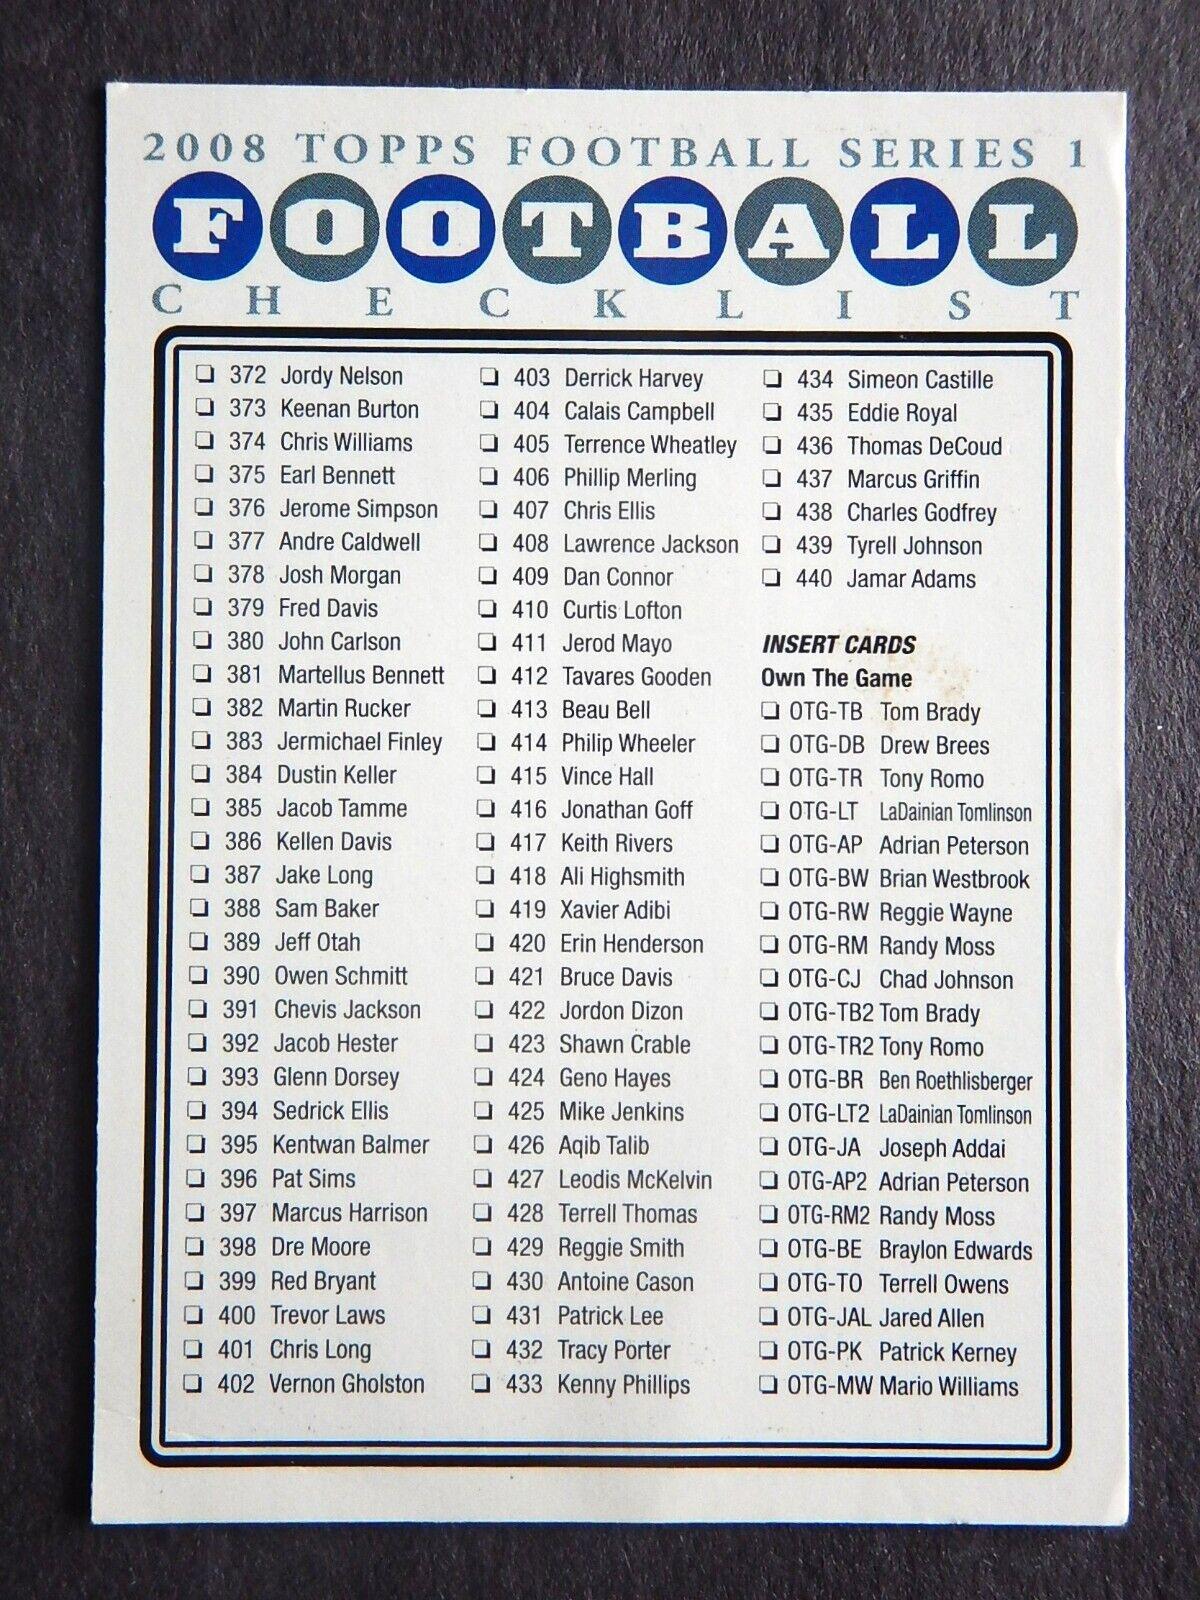 2008 TOPPS FOOTBALL SERIES 1
FOOTBALL
CHECKLIST
372 Jordy Nelson
373 Keenan Burton
374 Chris Williams
375 Earl Bennett
376 Jerome Simpson
377 Andre Caldwell
378 Josh Morgan
379 Fred Davis
380 John Carlson
381 Martellus Bennett
382 Martin Rucker
383 Jermichael Finley
384 Dustin Keller
385 Jacob Tamme
386 Kellen Davis
387 Jake Long
388 Sam Baker
389 Jeff Otah
390 Owen Schmitt
391 Chevis Jackson
392 Jacob Hester
393 Glenn Dorsey
394 Sedrick Ellis
395 Kentwan Balmer
396 Pat Sims
397 Marcus Harrison
398 Dre Moore
399 Red Bryant
400 Trevor Laws
401 Chris Long
402 Vernon Gholston
403 Derrick Harvey
404 Calais Campbell
405 Terrence Wheatley
406 Phillip Merling
407 Chris Ellis
408 Lawrence Jackson
409 Dan Connor
410 Curtis Lofton
411 Jerod Mayo
412 Tavares Gooden
413 Beau Bell
414 Philip Wheeler
415 Vince Hall
416 Jonathan Goff
417 Keith Rivers
418 Ali Highsmith
419 Xavier Adibi
420 Erin Henderson
421 Bruce Davis
422 Jordon Dizon
423 Shawn Crable
424 Geno Hayes
425 Mike Jenkins
426 Aqib Talib
427 Leodis McKelvin
428 Terrell Thomas
429 Reggie Smith
430 Antoine Cason
431 Patrick Lee
432 Tracy Porter
433 Kenny Phillips
434 Simeon Castille
435 Eddie Royal
436 Thomas DeCoud
437 Marcus Griffin
438 Charles Godfrey
439 Tyrell Johnson
440 Jamar Adams
INSERT CARDS
Own The Game
OTG-TB Tom Brady
OTG-DB Drew Brees
OTG-TR Tony Romo
OTG-LT LaDainian Tomlinson
OTG-AP Adrian Peterson
OTG-BW Brian Westbrook
OTG-RW Reggie Wayne
OTG-RM Randy Moss
OTG-CJ Chad Johnson
OTG-TB2 Tom Brady
OTG-TR2 Tony Romo
OTG-BR Ben Roethlisberger
OTG-LT2 LaDainian Tomlinson
OTG-JA Joseph Addai
OTG-AP2 Adrian Peterson
OTG-RM2 Randy Moss
OTG-BE Braylon Edwards
OTG-TO Terrell Owens
OTG-JAL Jared Allen
OTG-PK Patrick Kerney
OTG-MW Mario Williams